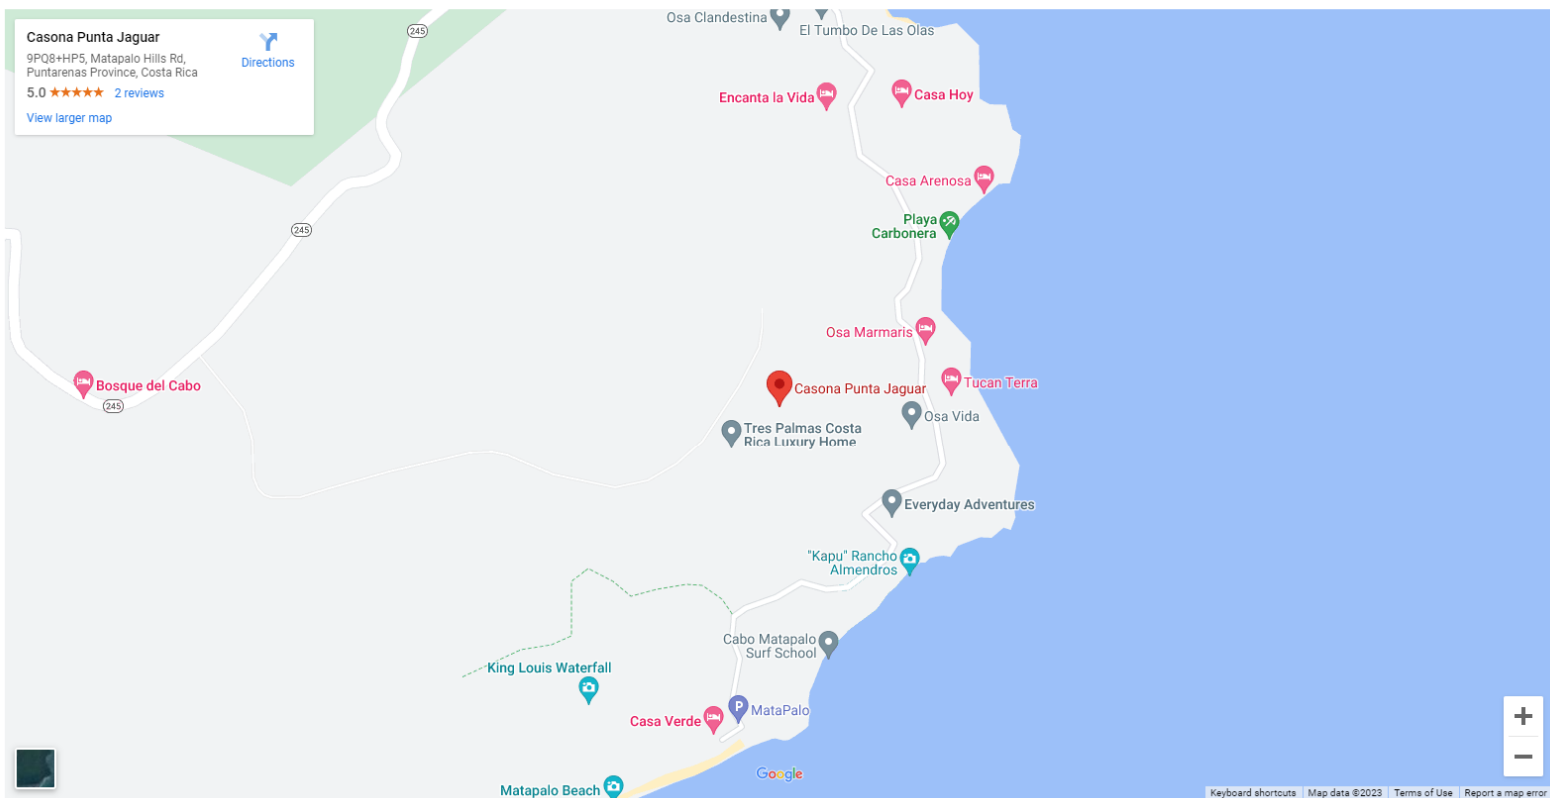 Casona Punta Jaguar
9PQ8+HP5, Matapalo Hills Rd,
Puntarenas Province, Costa Rica
Directions
5.0 ★★★★★ 2 reviews
View larger map
245
Osa Clandestina
El Tumbo De Las Olas
Encanta la Vida
Casa Hoy
Casa Arenosa
Playa
Carbonera
245
Osa Marmaris
Bosque del Cabo
245
Casona Punta Jaguar
Tucan Terra
Osa Vida
Tres Palmas Costa
Rica Luxury Home
Everyday Adventures
"Kapu" Rancho
Almendros
Cabo Matapalo
Surf School
King Louis Waterfall
P
MataPalo
Casa Verde
Google
Matapalo Beach
Keyboard shortcuts
Map data ©2023
Terms of Use
Report a map error